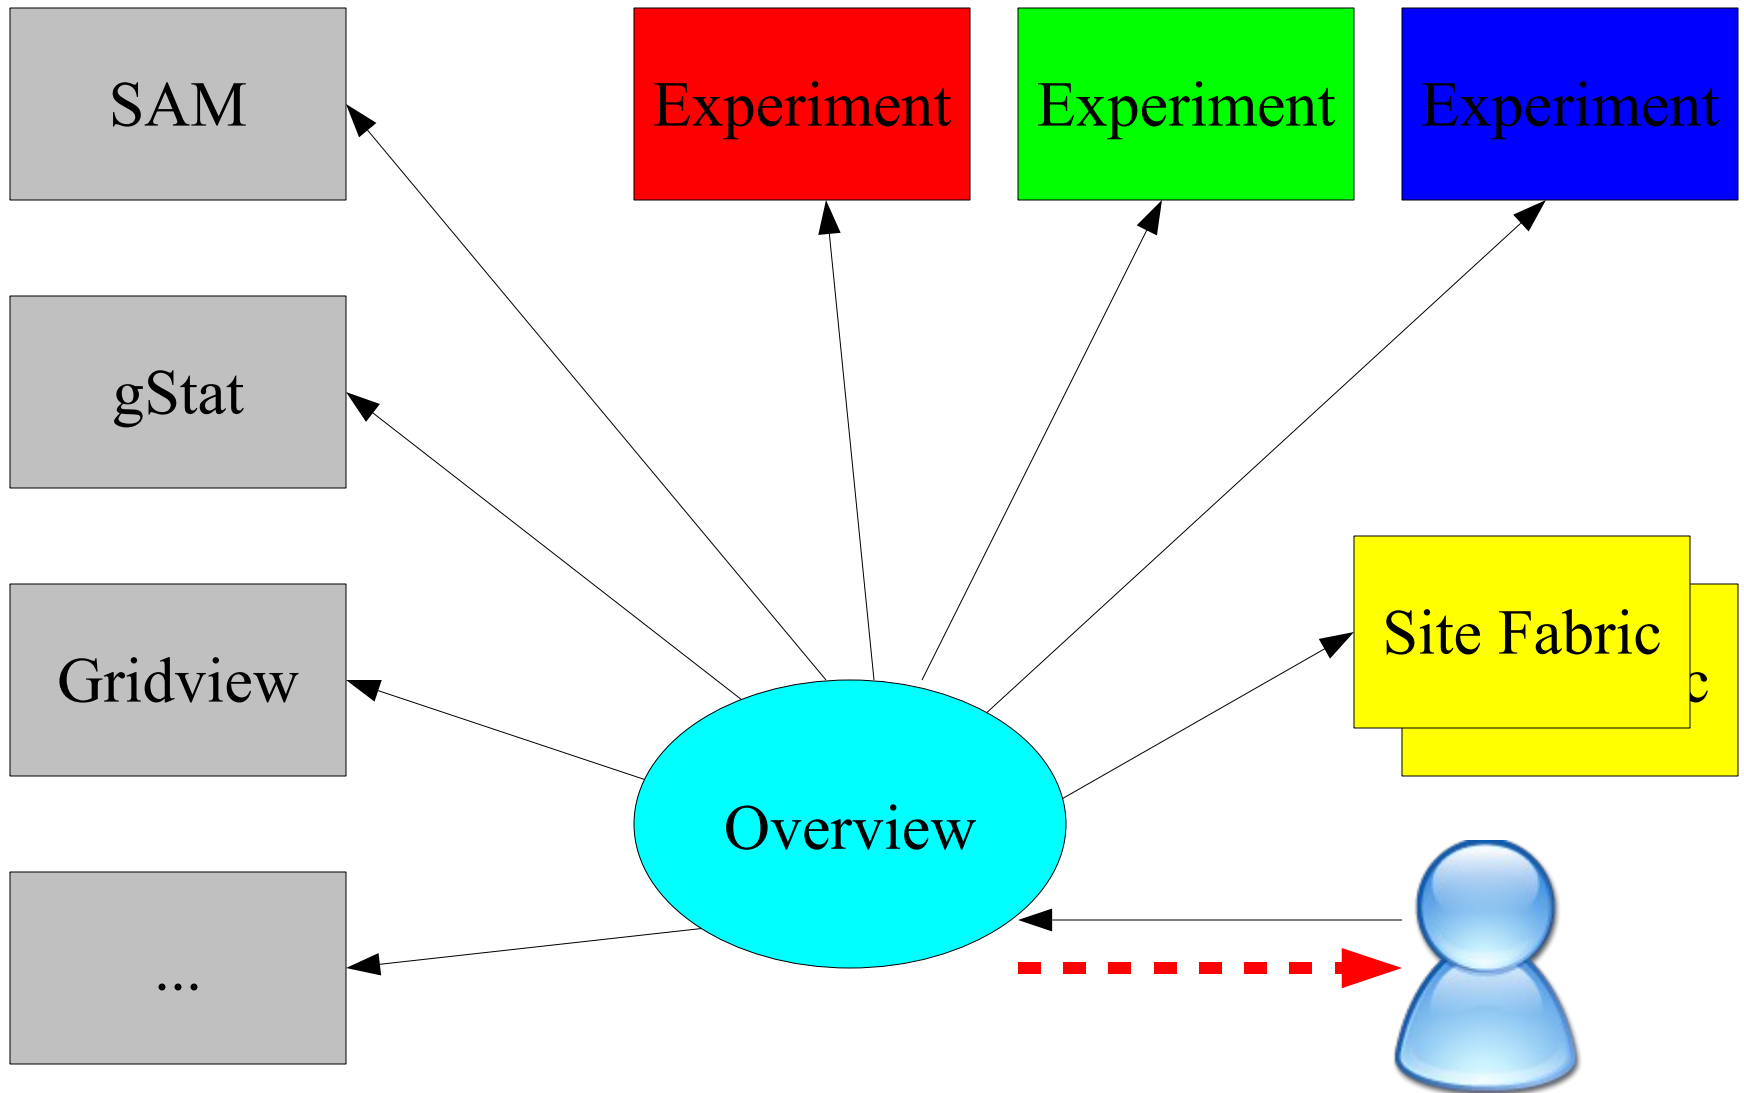 SAM
Experiment
Experiment
Experiment
gStat
Site Fabric
c
Gridview
Overview
...